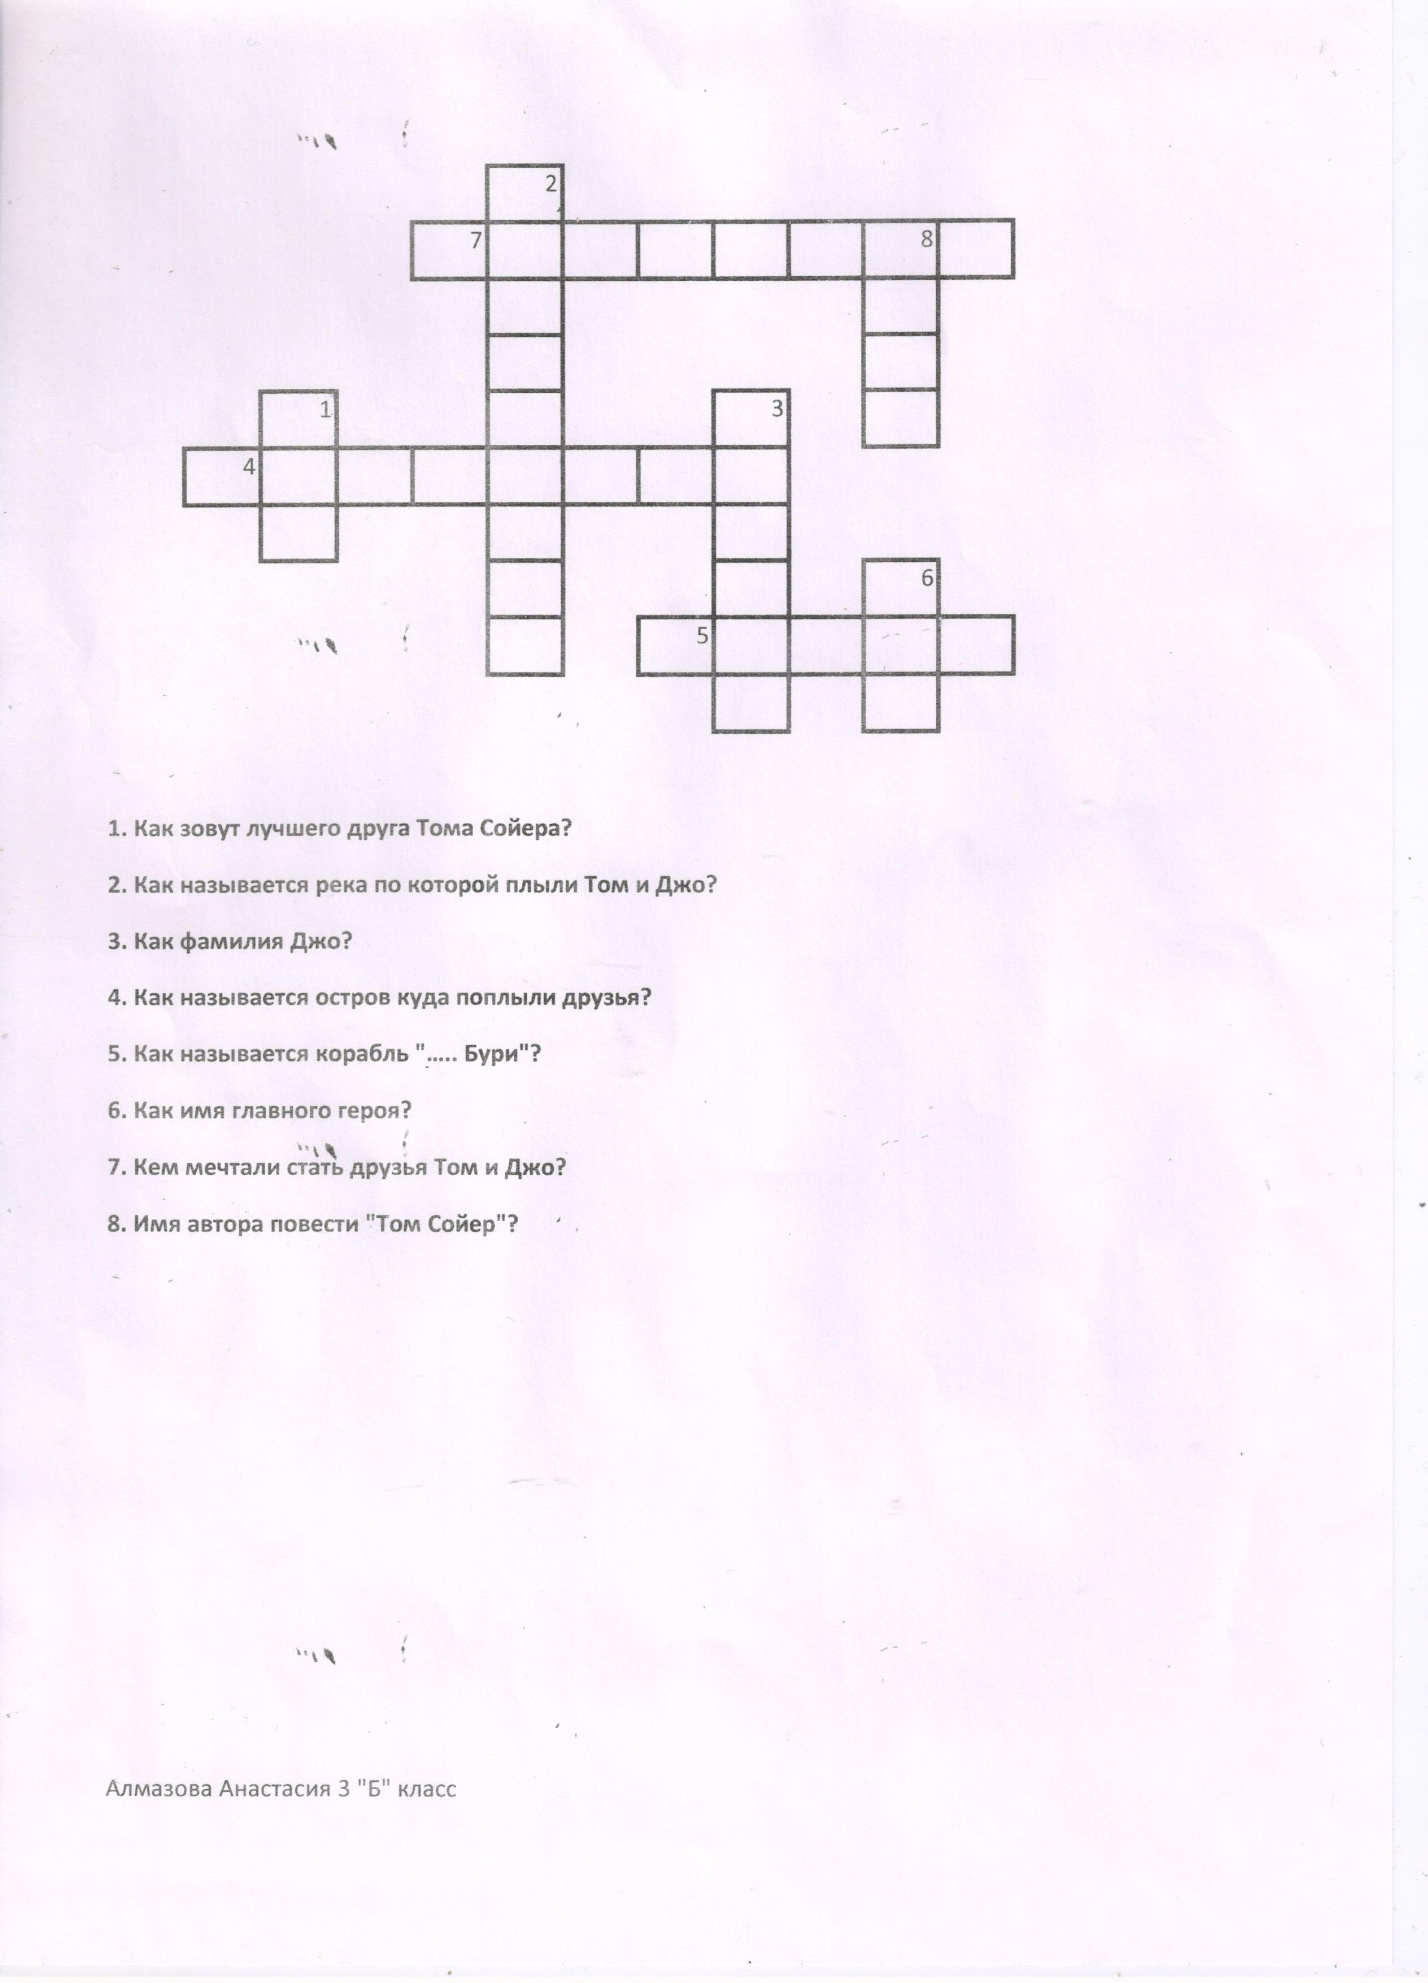 2
7 8
1 3
4
6
5
1. Как зовут лучшего друга Тома Сойера?
2. Как называется река по которой плыли Том и Джо?
3. Как фамилия Джо?
4. Как называется остров куда поплыли друзья?
5. Как называется корабль "..... Бури"?
6. Как имя главного героя?
7. Кем мечтали стать друзья Том и Джо?
8. Имя автора повести "Том Сойер"?
Алмазова Анастасия 3 "Б" класс